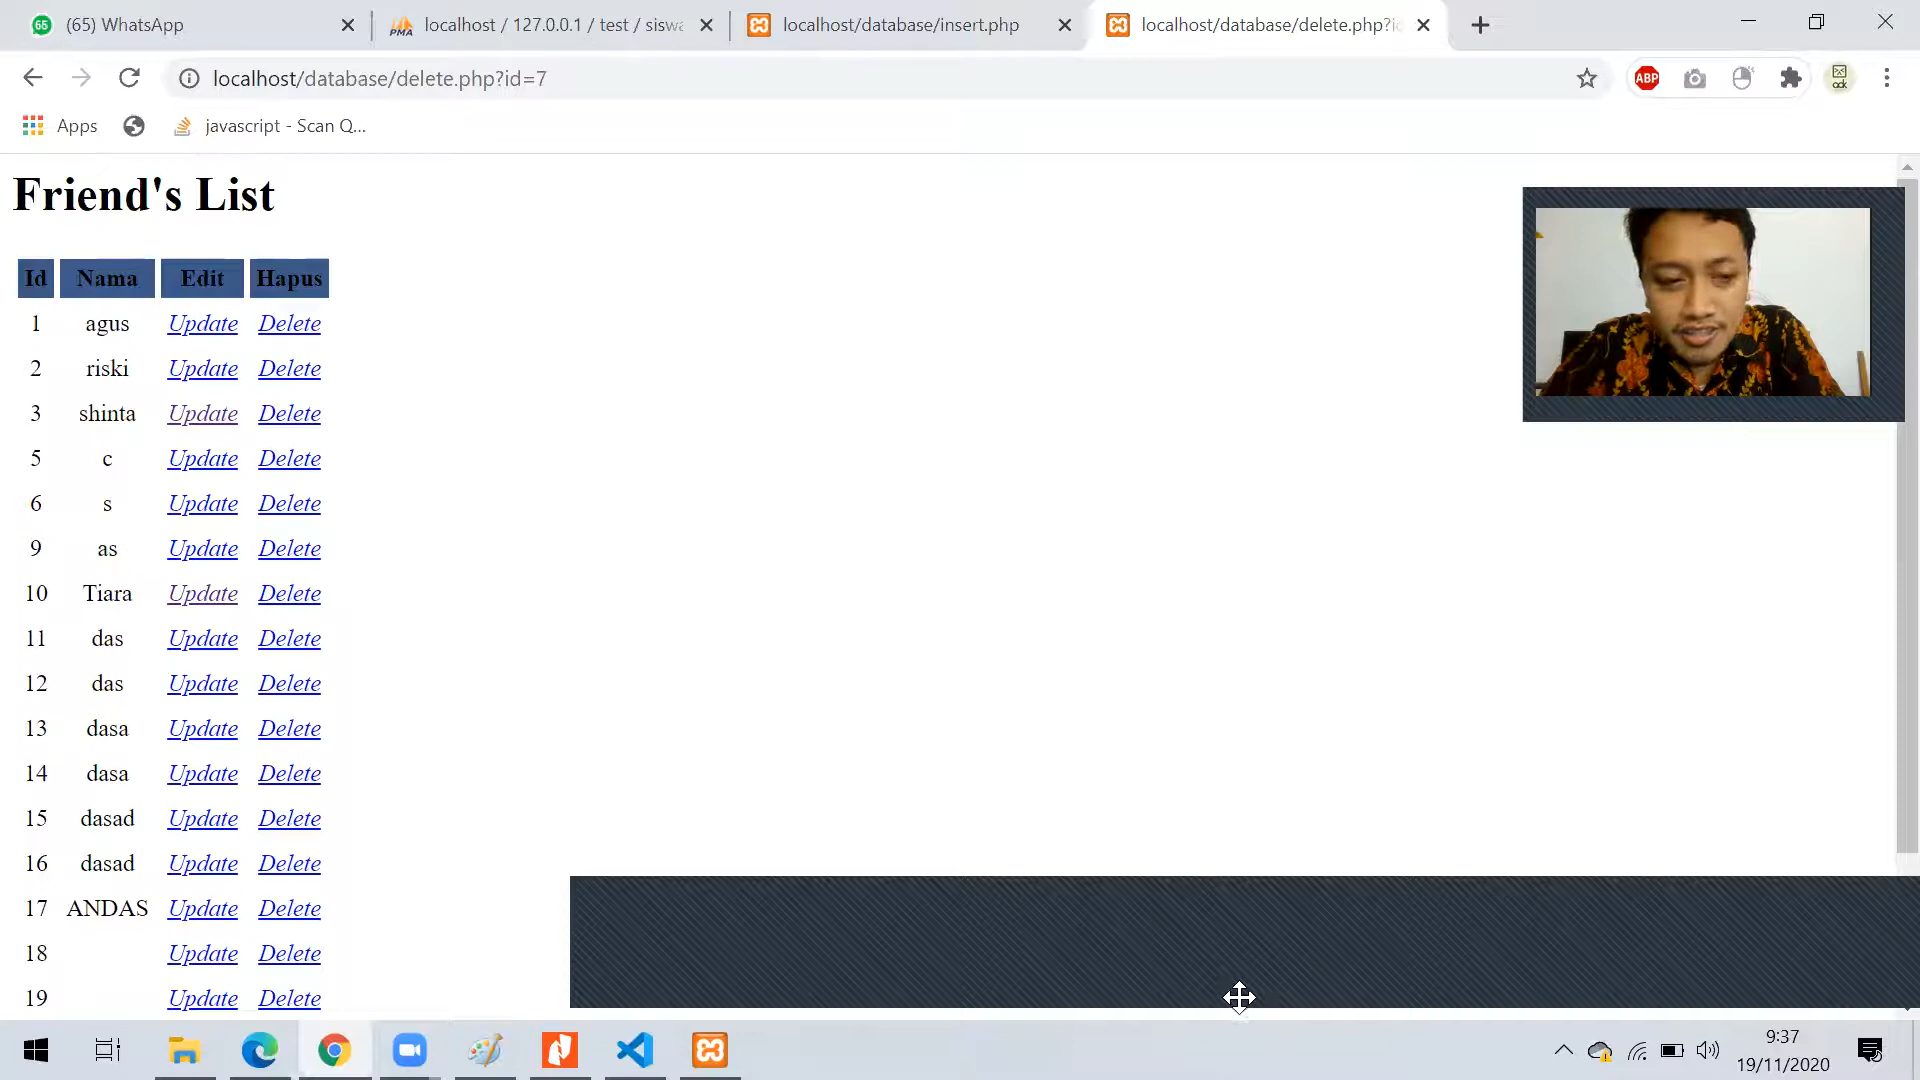 65 (65) WhatsApp
PMA localhost / 127.0.0.1 / test / sisw
localhost/database/insert.php
localhost/database/delete.php?i
localhost/database/delete.php?id=7
ABP
Apps javascript - Scan Q...
Friend's List
Id Nama Edit Hapus
1 agus Update Delete
2 riski Update Delete
3 shinta Update Delete
5 c Update Delete
6 s Update Delete
9 as Update Delete
10 Tiara Update Delete
11 das Update Delete
12 das Update Delete
13 dasa Update Delete
14 dasa Update Delete
15 dasad Update Delete
16 dasad Update Delete
17 ANDAS Update Delete
18 Update Delete
19 Update Delete
9:37
19/11/2020